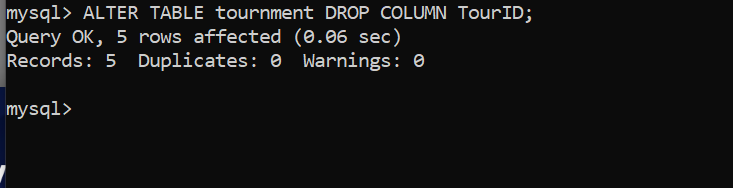 mysql> ALTER TABLE tournment DROP COLUMN TourID;
Query OK, 5 rows affected (0.06 sec)
Records: 5  Duplicates: 0  Warnings: 0
mysql>